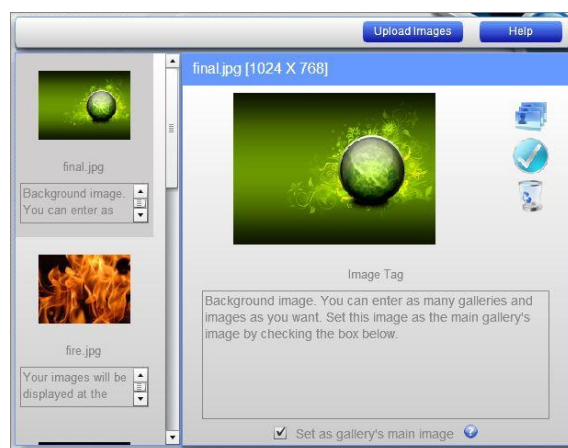 Upload Images
Help
final.jpg
Background image.
You can enter as
fire.jpg
Your images will be
displayed at the
final.jpg [1024 X 768]
Image Tag
Background image. You can enter as many galleries and
images as you want. Set this image as the main gallery's
image by checking the box below.
Set as gallery's main image